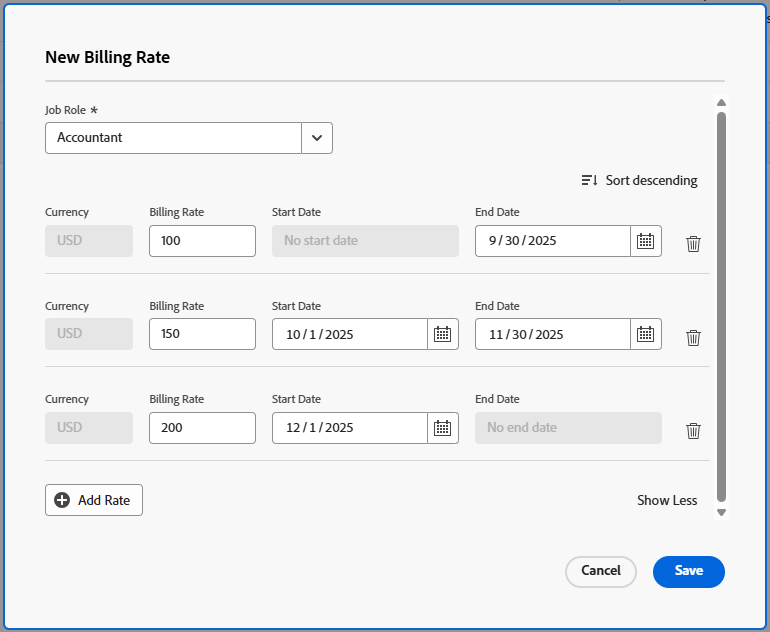 New Billing Rate
Job Role *
Accountant
Sort descending
Currency Billing Rate Start Date End Date
USD 100 No start date 9/30/2025
Currency Billing Rate Start Date End Date
USD 150 10/1/2025 11/30/2025
Currency Billing Rate Start Date End Date
USD 200 12/1/2025 No end date
Add Rate Show Less
Cancel Save